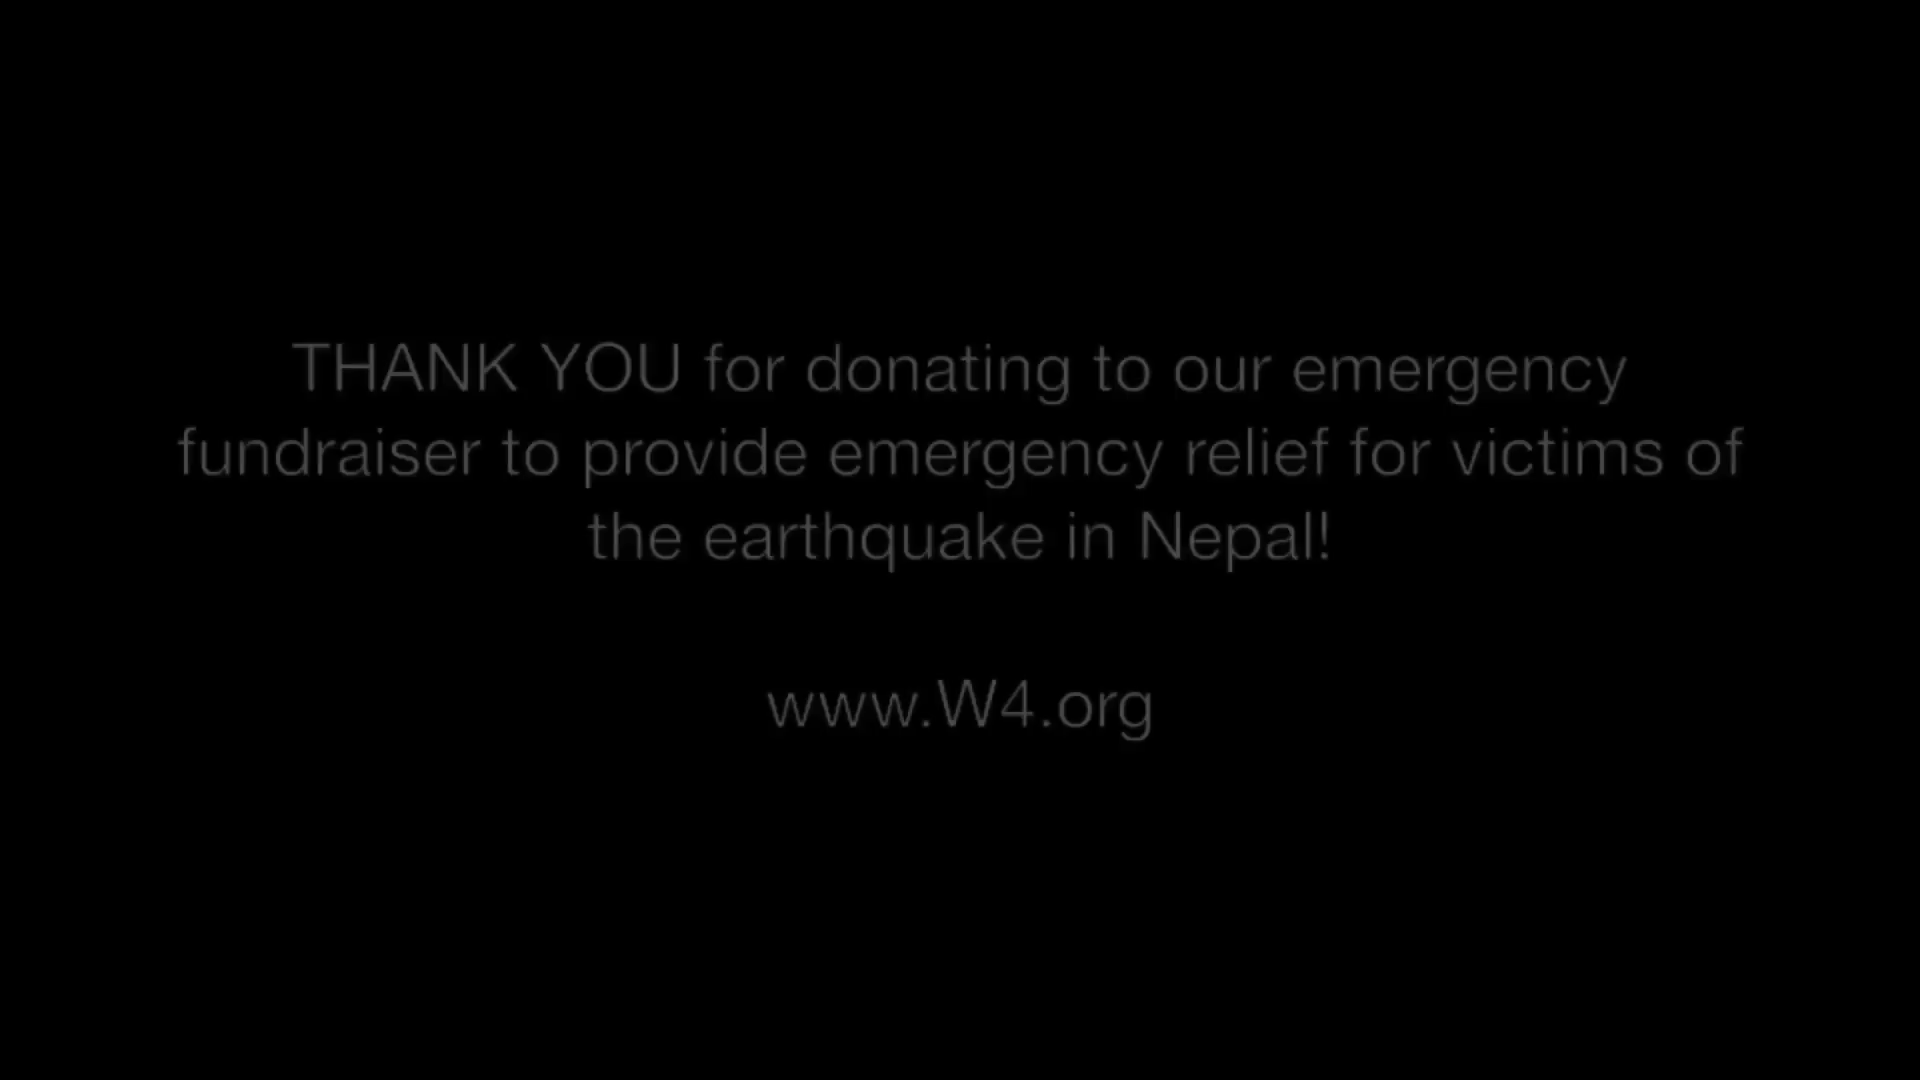 THANK YOU for donating to our emergency
fundraiser to provide emergency relief for victims of
the earthquake in Nepal!
www.W4.org